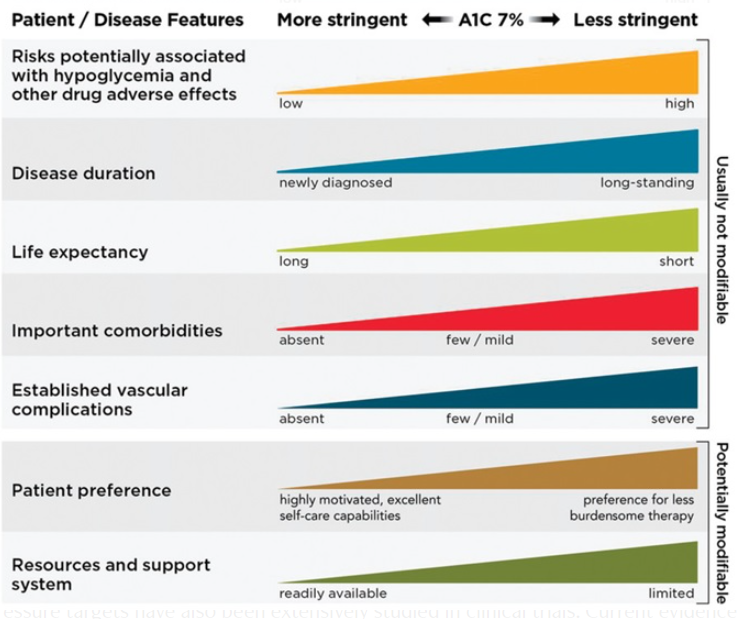 Patient / Disease Features More stringent ← A1C 7% → Less stringent
Risks potentially associated
with hypoglycemia and
other drug adverse effects
low high
Disease duration
newly diagnosed long-standing
Life expectancy
long short
Important comorbidities
absent few / mild severe
Established vascular
complications
absent few / mild severe
Usually not modifiable
Patient preference
highly motivated, excellent preference for less
self-care capabilities burdensome therapy
Resources and support
system
readily available limited
Potentially modifiable
essure targets have also been extensively studied in clinical trials. Current evidence